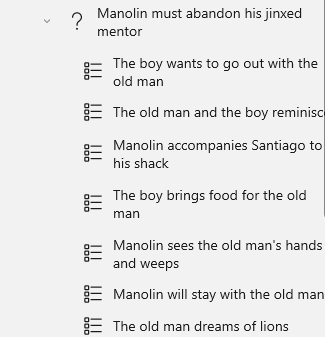 ?
Manolin must abandon his jinxed
mentor
The boy wants to go out with the
old man
The old man and the boy reminisc
Manolin accompanies Santiago to
his shack
The boy brings food for the old
man
Manolin sees the old man's hands
and weeps
Manolin will stay with the old man
The old man dreams of lions